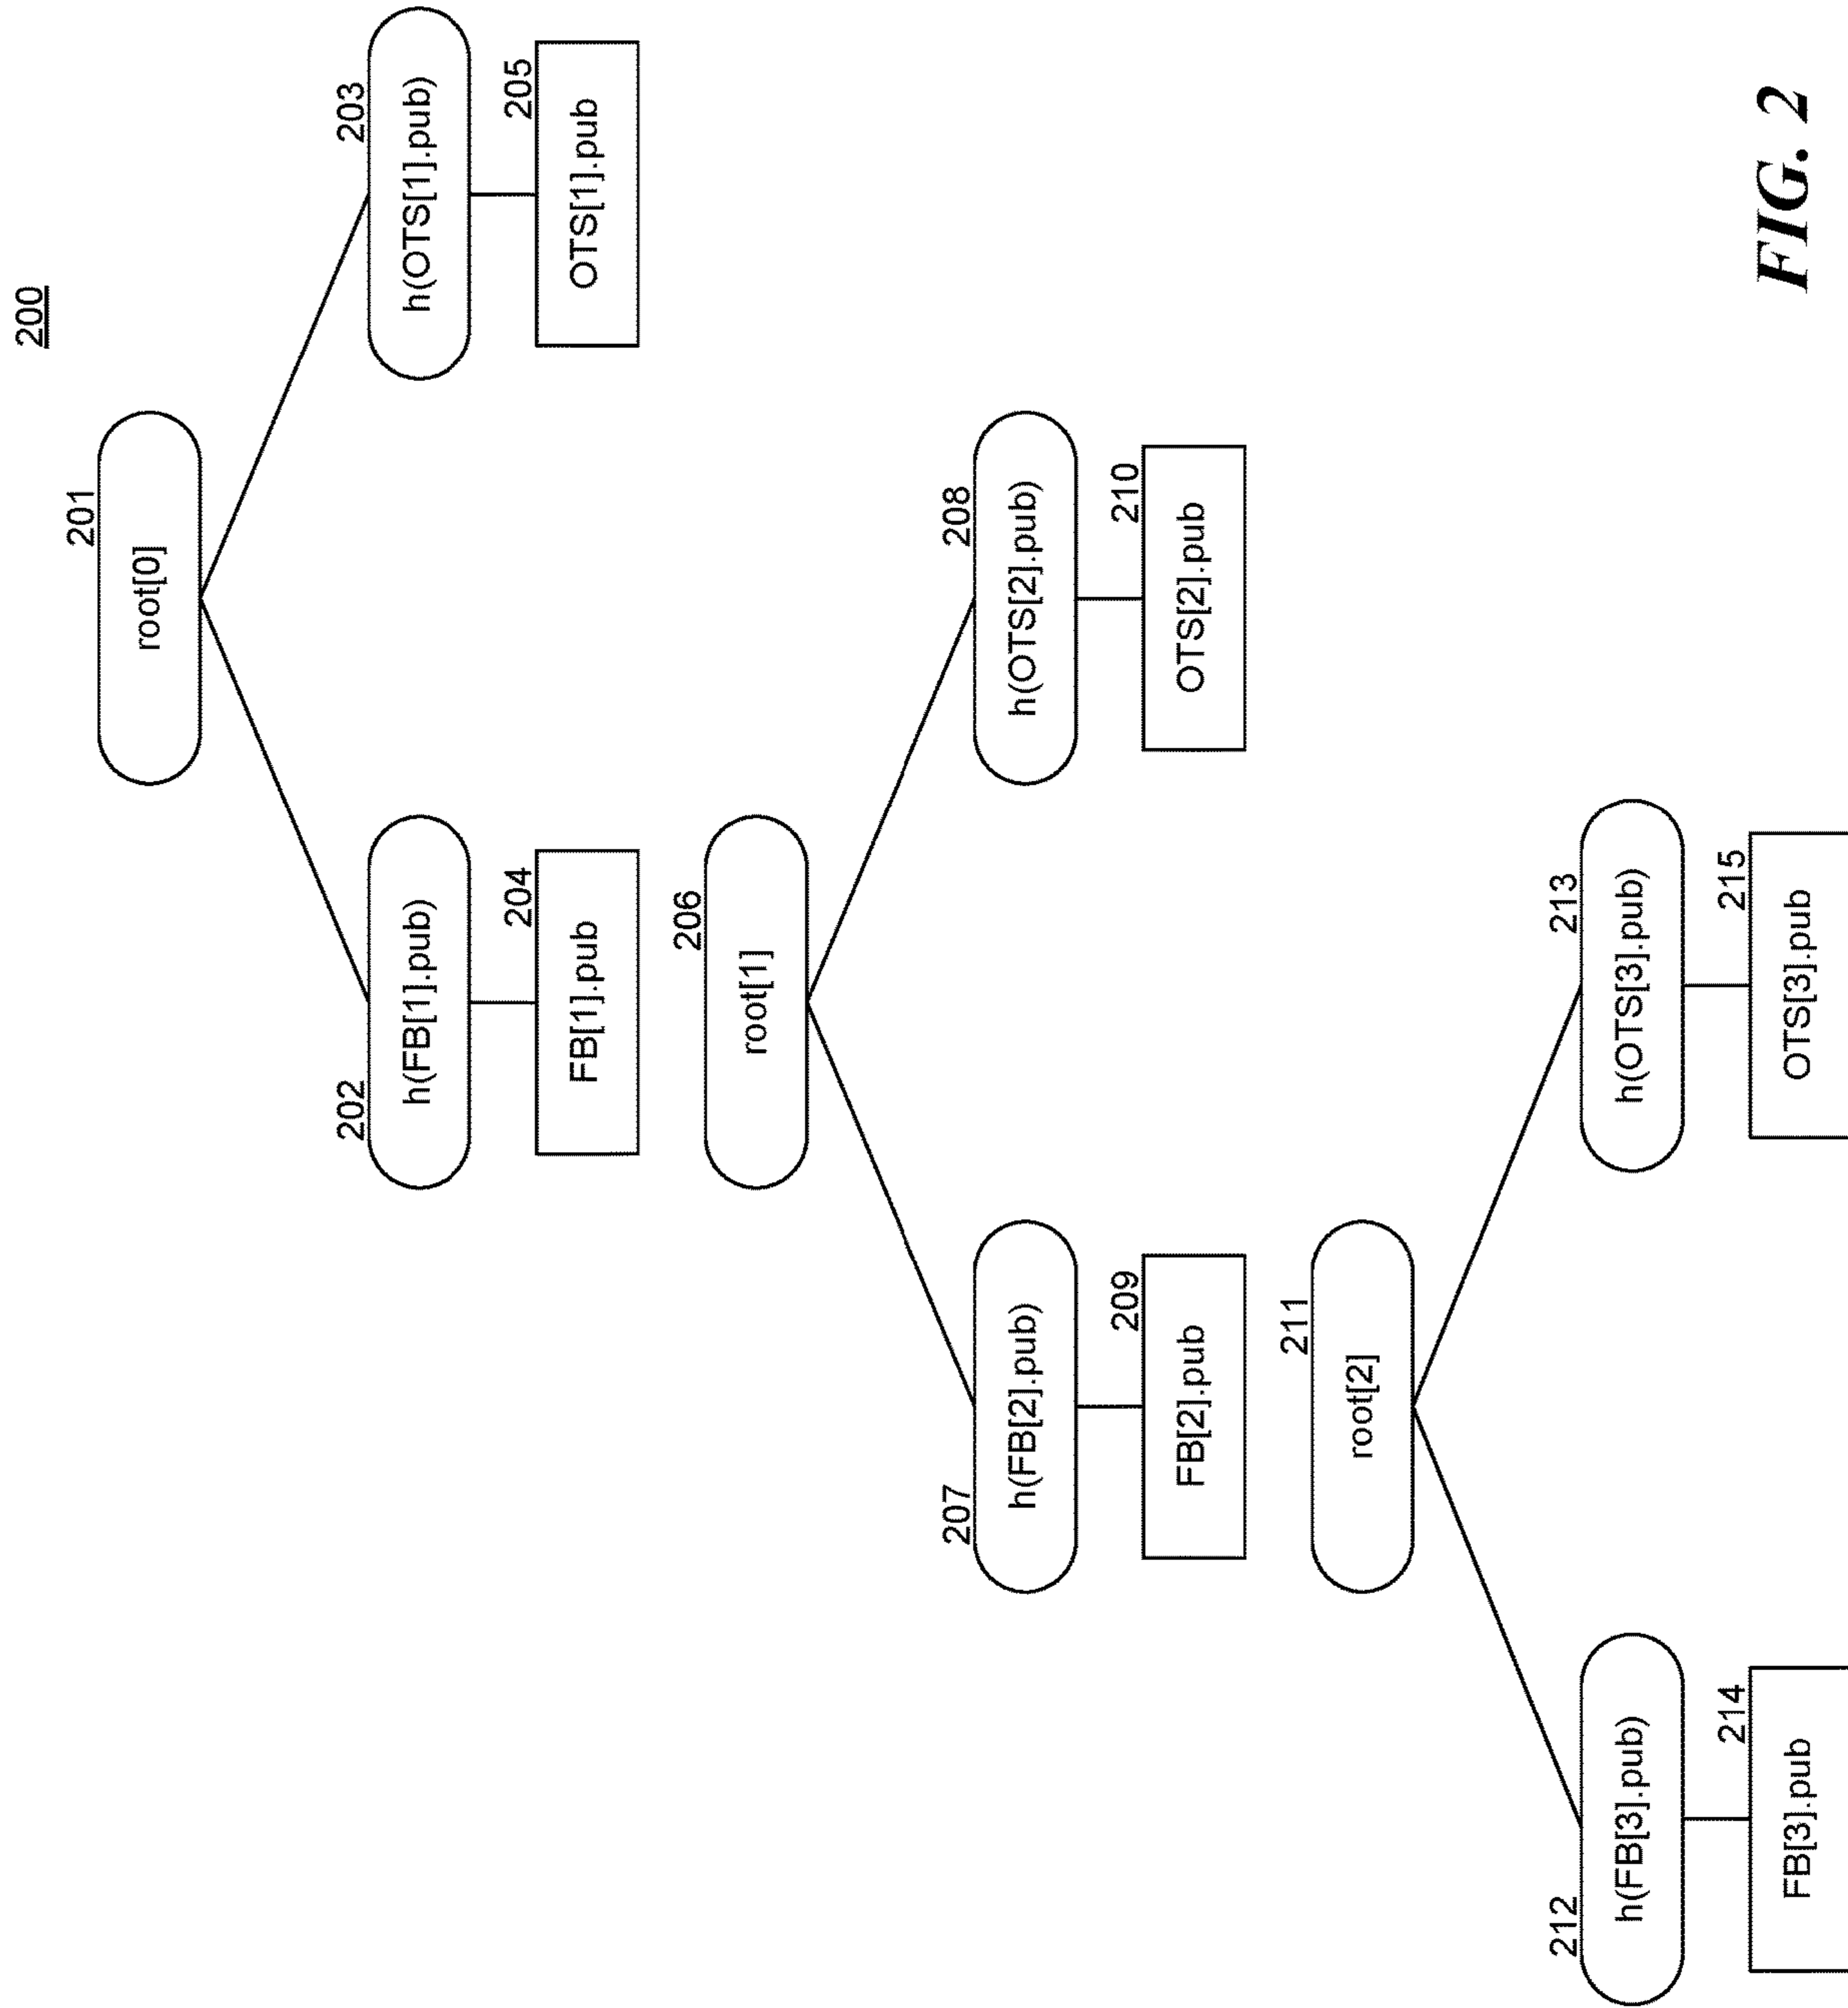 200
201
root[0]
202
h(FB[1].pub)
203
h(OTS[1].pub)
204
FB[1].pub
205
OTS[1].pub
206
root[1]
207
h(FB[2].pub)
208
h(OTS[2].pub)
209
FB[2].pub
210
OTS[2].pub
211
root[2]
212
h(FB[3].pub)
213
h(OTS[3].pub)
214
FB[3].pub
215
OTS[3].pub
FIG. 2